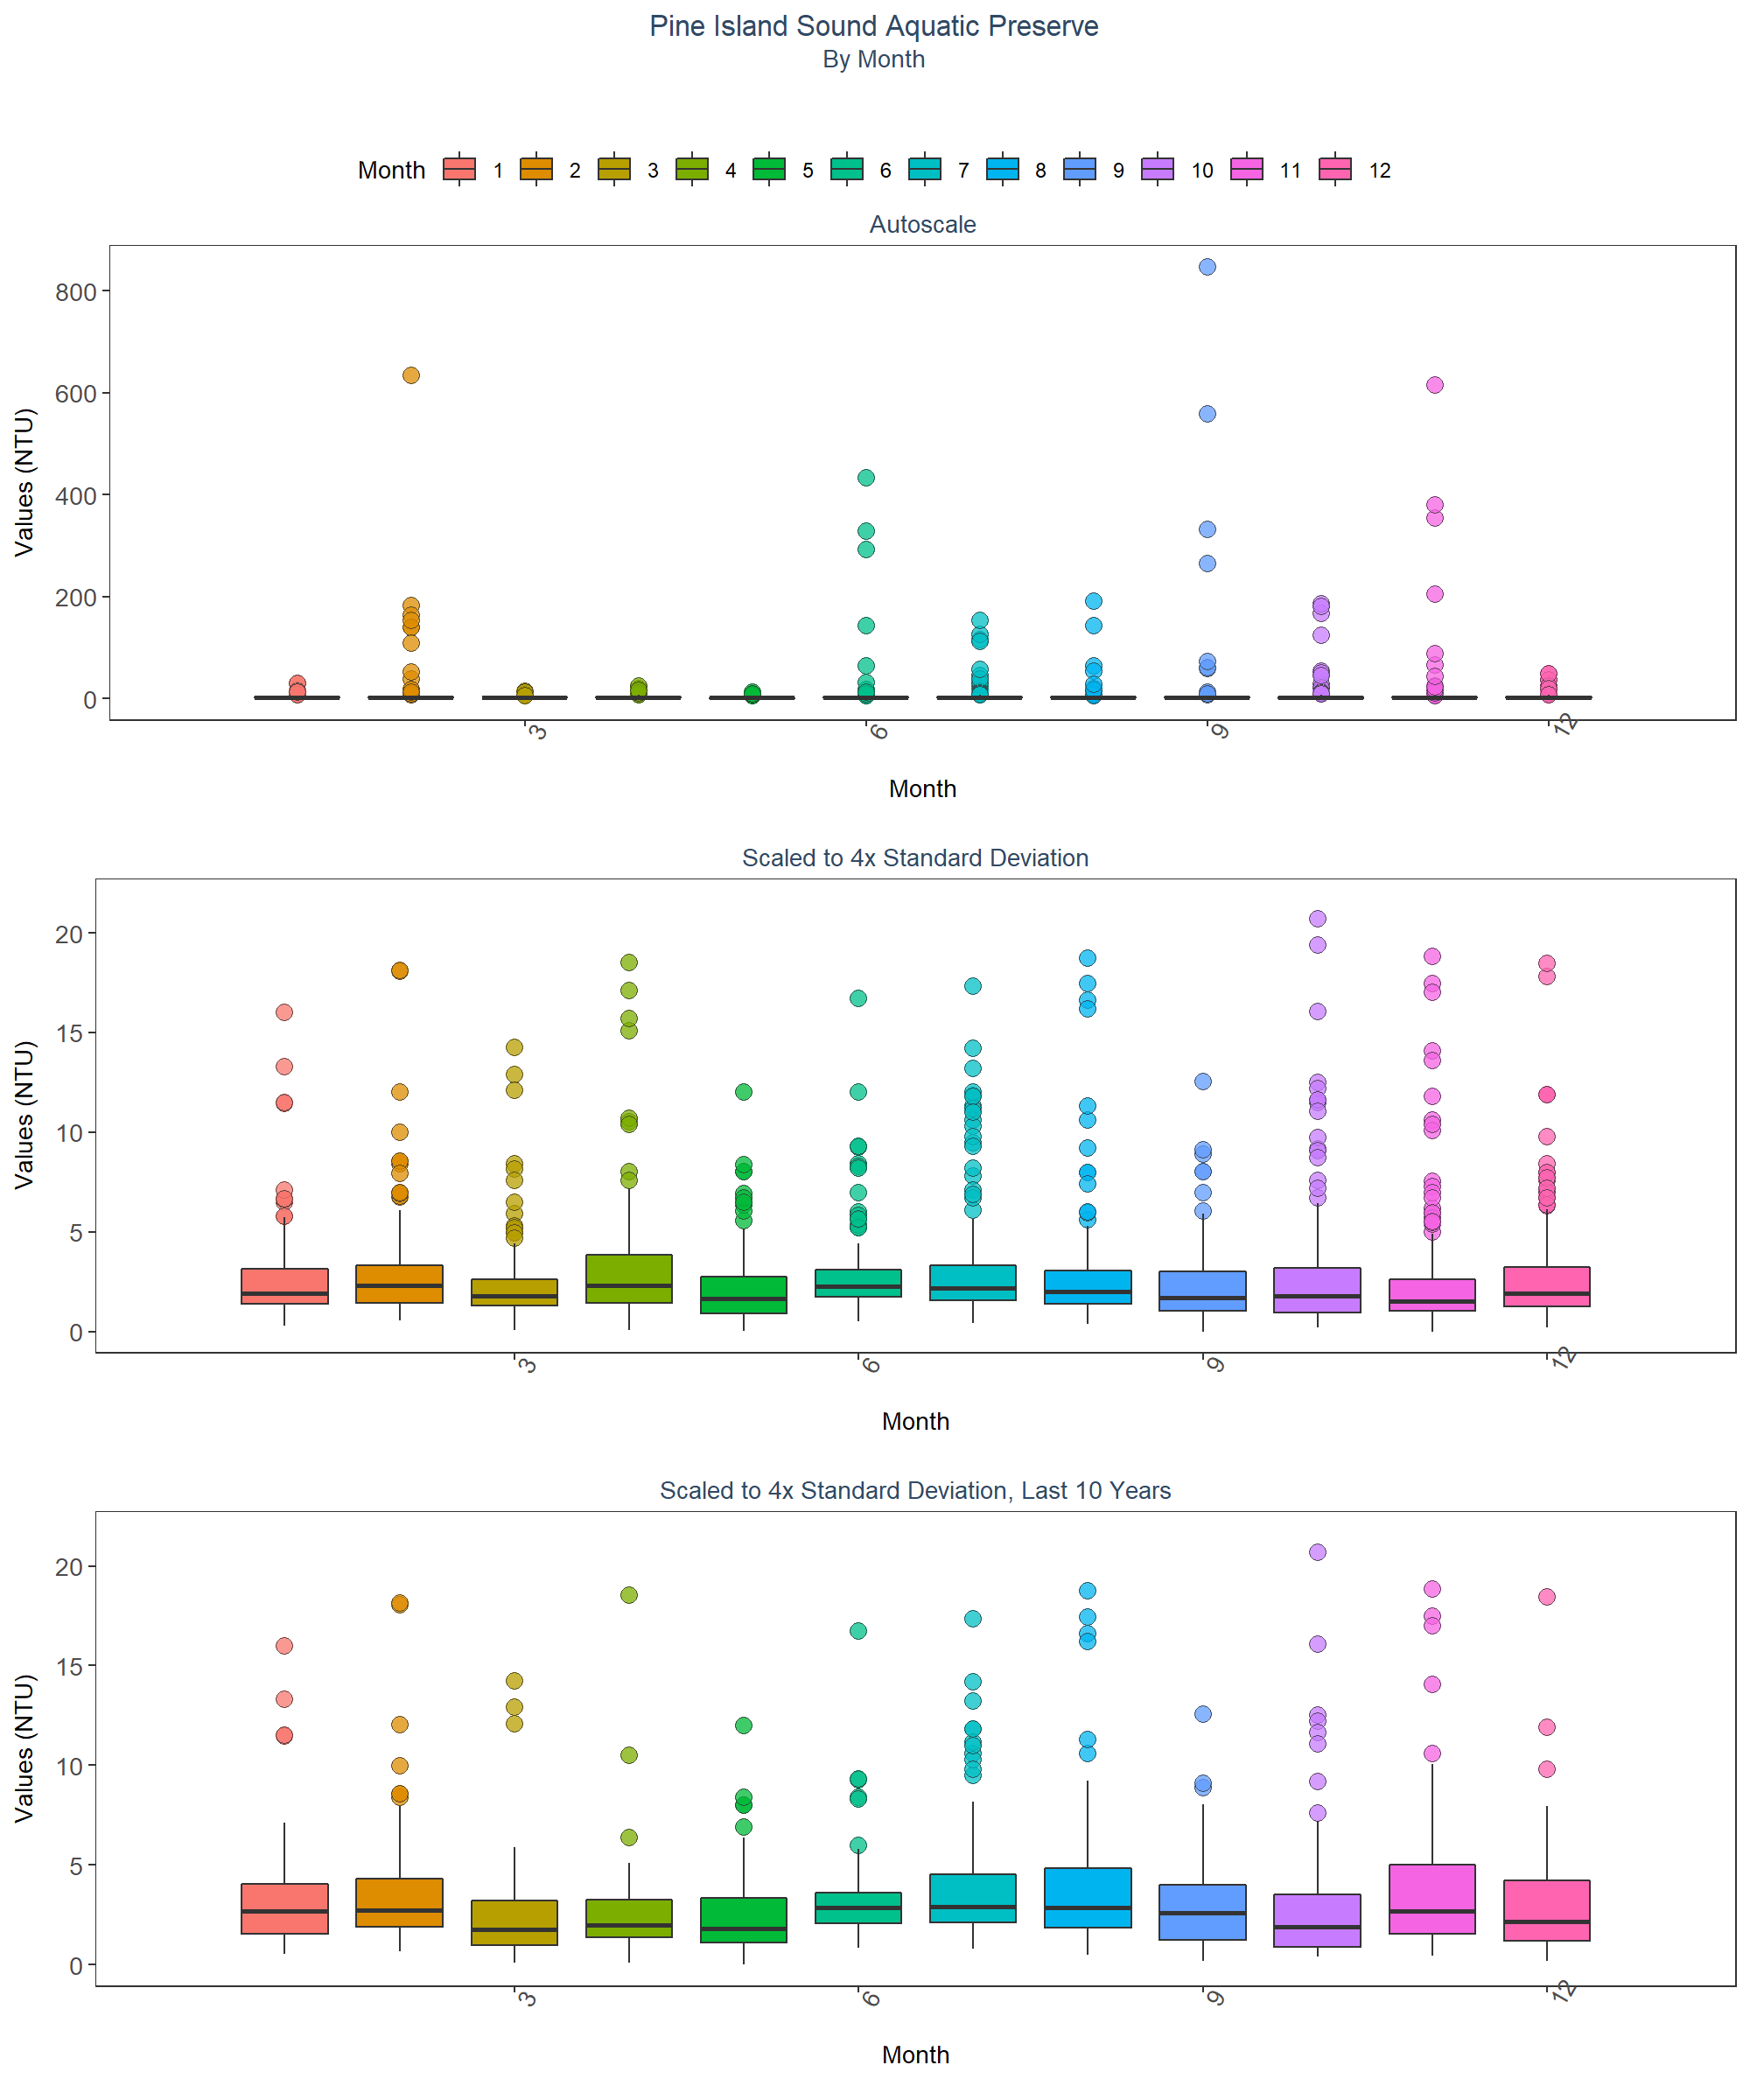 Pine Island Sound Aquatic Preserve
By Month
Month 1 2 3 4 5 6 7 8 9 10 11 12
Autoscale
Values (NTU)
800
600
400
200
0
3 6 9 12
Month
Scaled to 4x Standard Deviation
Values (NTU)
20
15
10
5
0
3 6 9 12
Month
Scaled to 4x Standard Deviation, Last 10 Years
Values (NTU)
20
15
10
5
0
3 6 9 12
Month